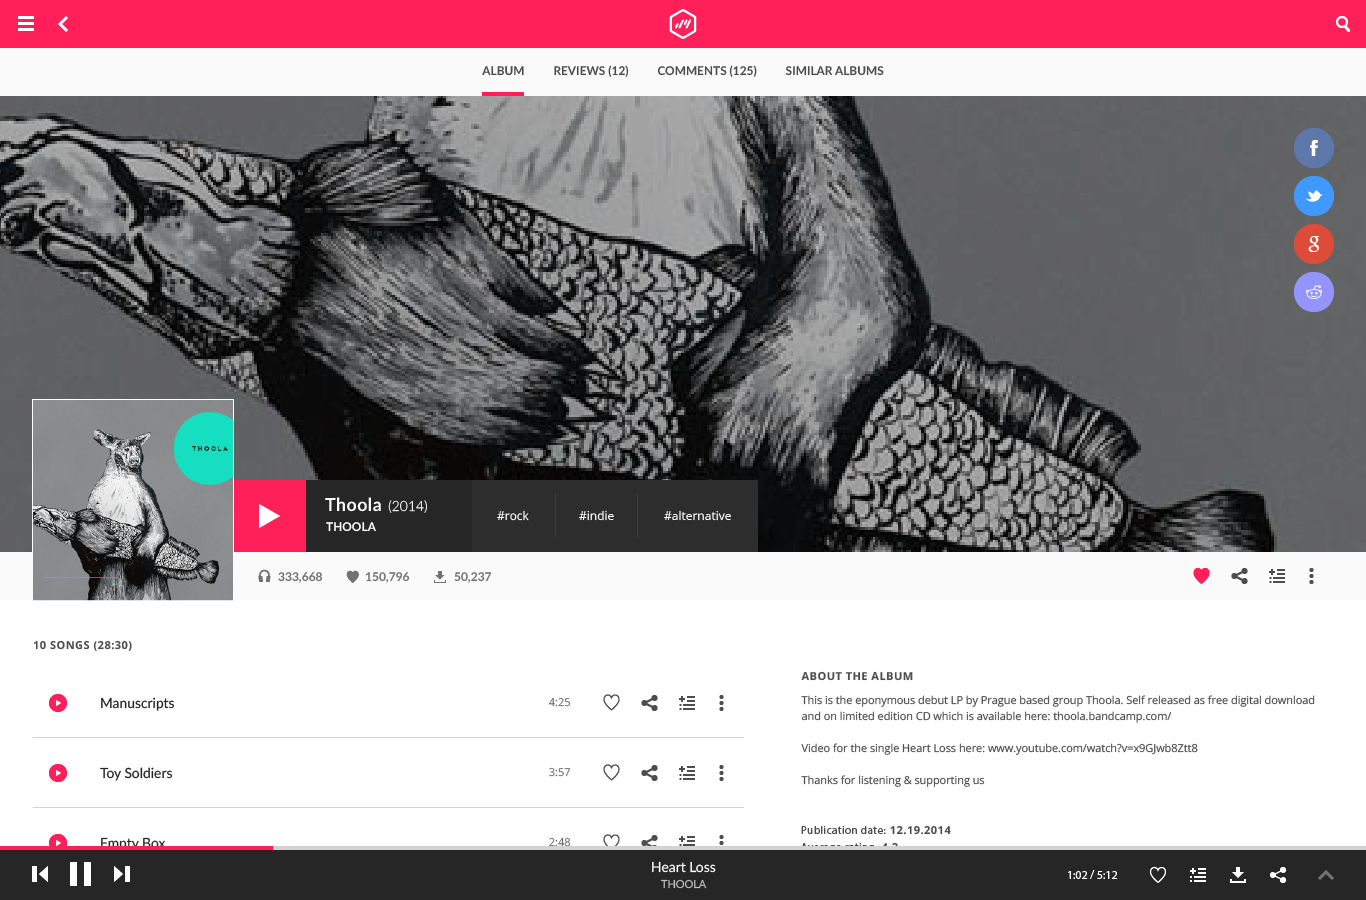 ALBUM REVIEWS (12) COMMENTS (125) SIMILAR ALBUMS
f
g
THOOLA
Thoola (2014)
THOOLA
#rock #indie #alternative
333,668 150,796 50,237
10 SONGS (28:30)
Manuscripts 4:25
Toy Soldiers 3:57
Empty Box 2:48
ABOUT THE ALBUM
This is the eponymous debut LP by Prague based group Thoola. Self released as free digital download
and on limited edition CD which is available here: thoola.bandcamp.com/
Video for the single Heart Loss here: www.youtube.com/watch?v=x9GJwb8Ztt8
Thanks for listening & supporting us
Publication date: 12.19.2014
Average rating:
Heart Loss
THOOLA
1:02 / 5:12